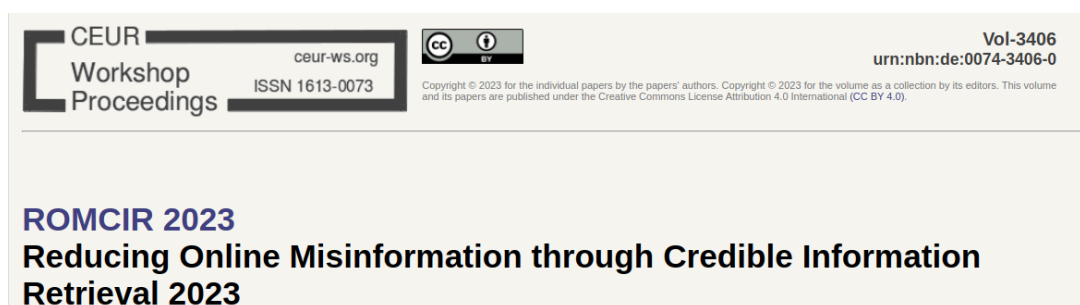 CEUR
Workshop
Proceedings
ceur-ws.org
ISSN 1613-0073
cc
BY
Vol-3406
urn:nbn:de:0074-3406-0
Copyright © 2023 for the individual papers by the papers' authors. Copyright © 2023 for the volume as a collection by its editors. This volume
and its papers are published under the Creative Commons License Attribution 4.0 International (CC BY 4.0).
ROMCIR 2023
Reducing Online Misinformation through Credible Information
Retrieval 2023